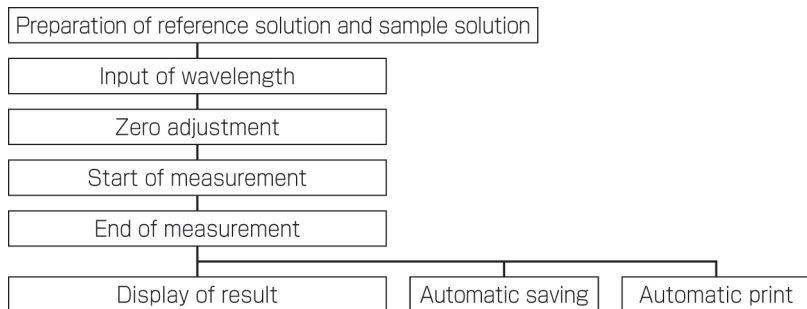 Preparation of reference solution and sample solution
Input of wavelength
Zero adjustment
Start of measurement
End of measurement
Display of result
Automatic saving
Automatic print